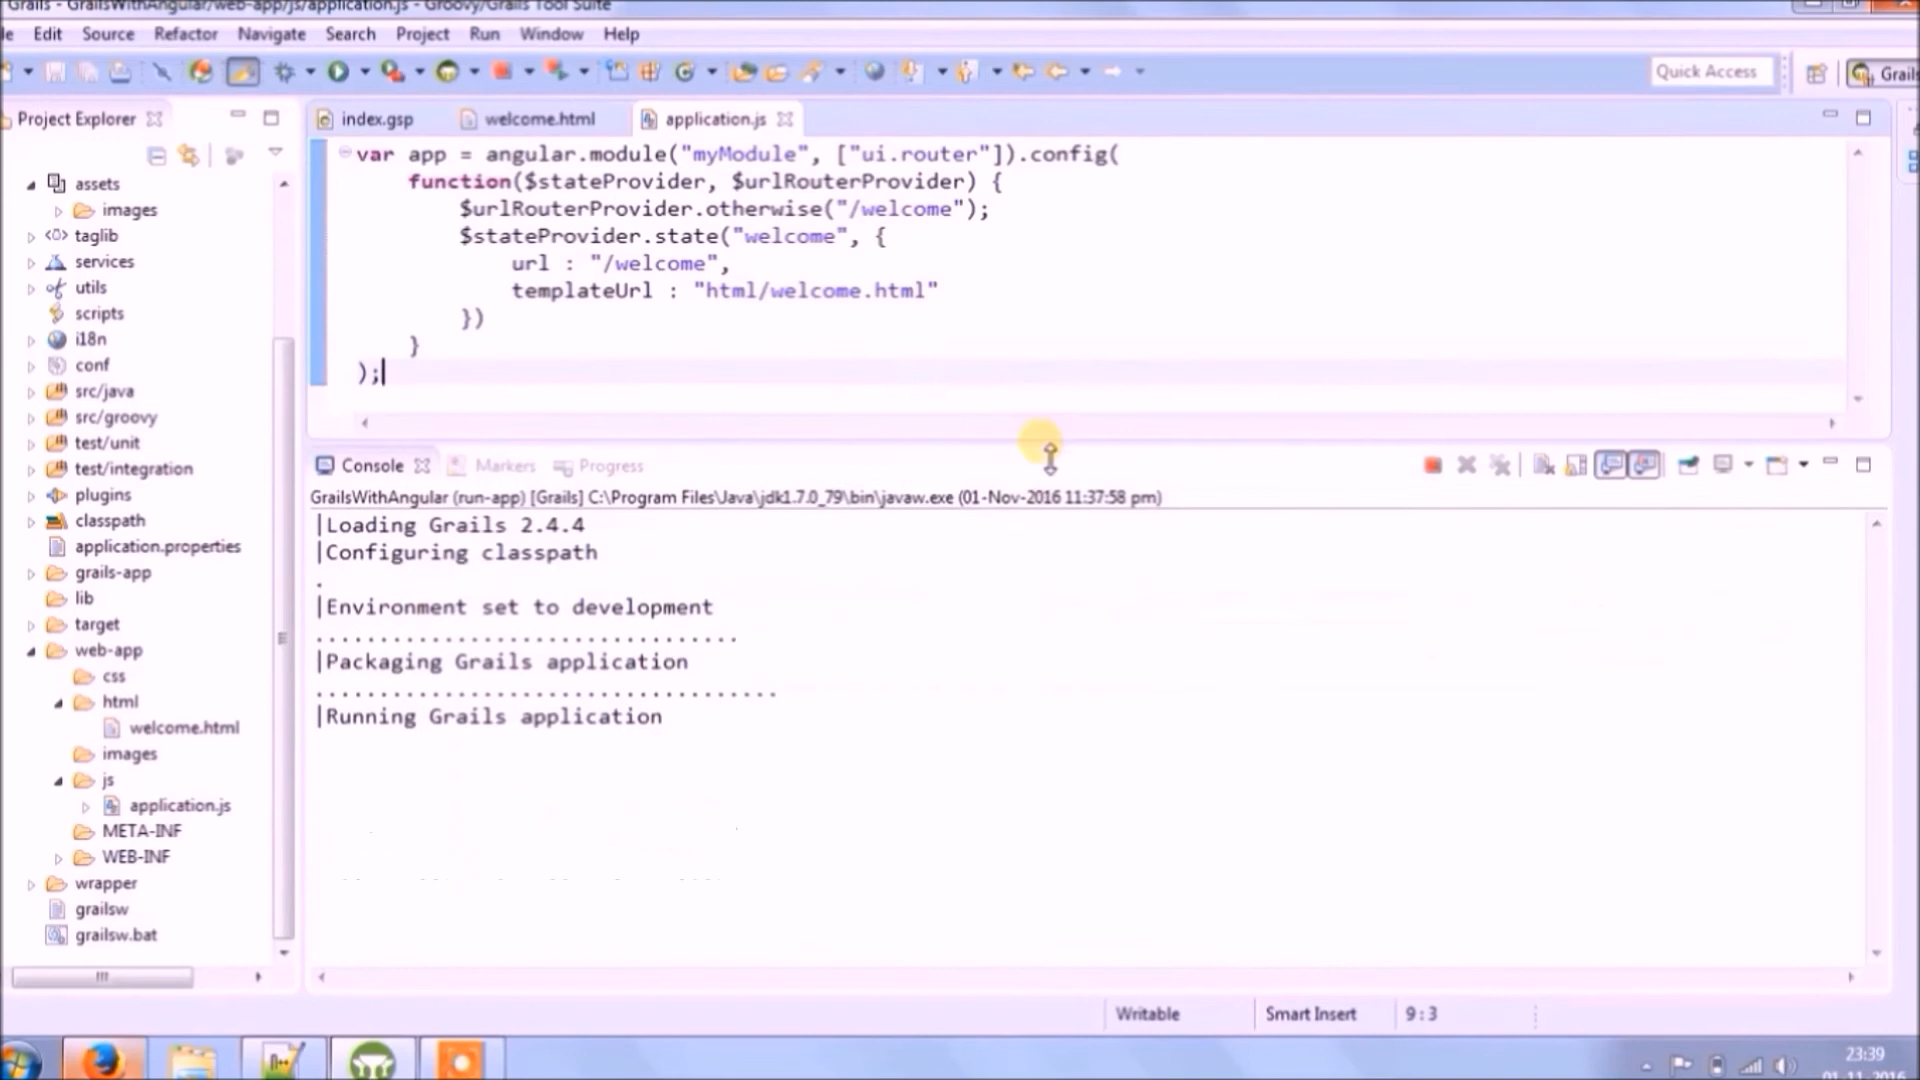 Grails - GrailsWithAngular/web-app/js/application.js - Groovy/Grails Tool Suite
Edit Source Refactor Navigate Search Project Run Window Help
Quick Access
Grails
Project Explorer
index.gsp welcome.html application.js
assets
images
taglib
services
utils
scripts
i18n
conf
src/java
src/groovy
test/unit
test/integration
plugins
classpath
application.properties
grails-app
lib
target
web-app
css
html
welcome.html
images
js
application.js
META-INF
WEB-INF
wrapper
grailsw
grailsw.bat
var app = angular.module("myModule", ["ui.router"]).config(
function($stateProvider, $urlRouterProvider) {
$urlRouterProvider.otherwise("/welcome");
$stateProvider.state("welcome", {
url : "/welcome",
templateUrl : "html/welcome.html"
})
}
);
Console Markers Progress
GrailsWithAngular (run-app) [Grails] C:\Program Files\Java\jdk1.7.0_79\bin\javaw.exe (01-Nov-2016 11:37:58 pm)
|Loading Grails 2.4.4
|Configuring classpath
.
|Environment set to development
.................................
|Packaging Grails application
....................................
|Running Grails application
Writable Smart Insert 9 : 3
23:39
01-11-2016